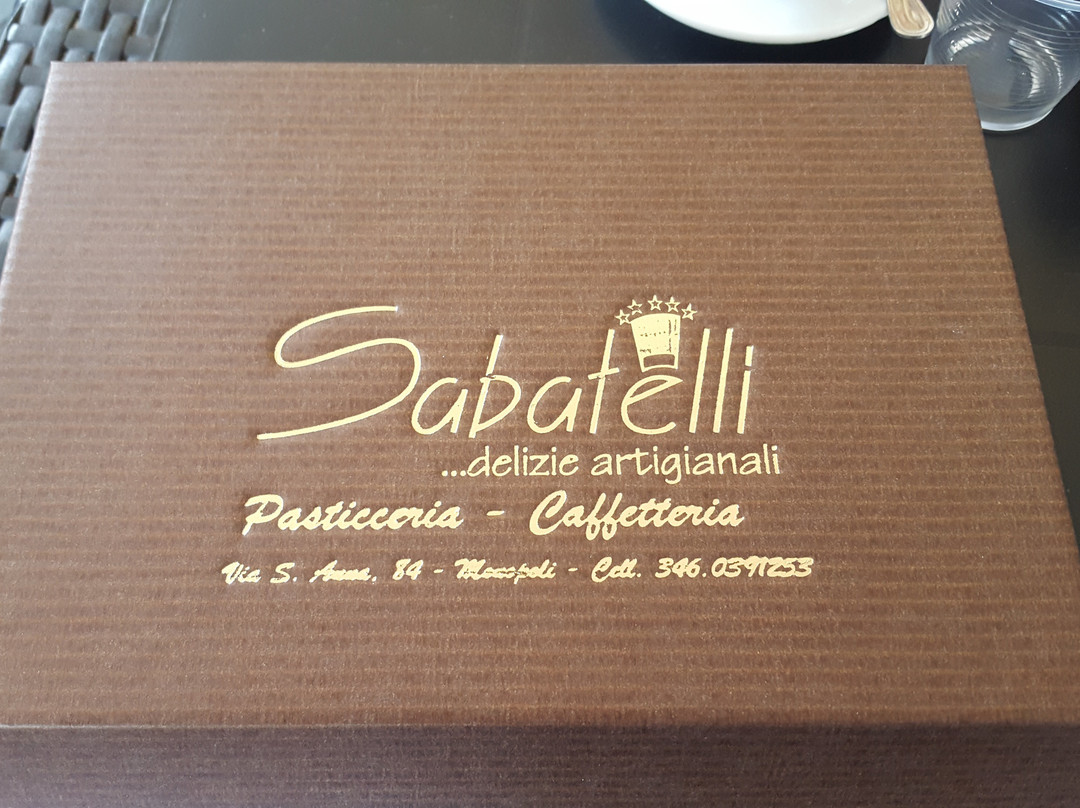 Sabatelli
...delizie artigianali
Pasticceria - Caffetteria
Via S. Anna, 84 - Monopoli - Cell. 346.0391253